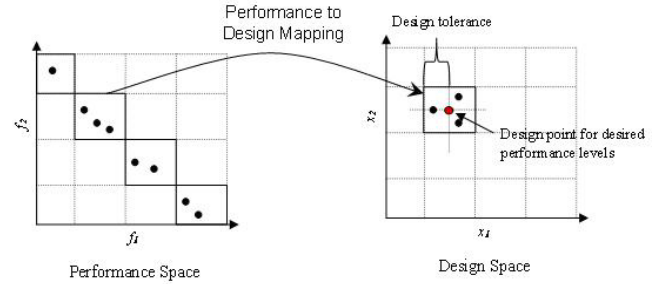 Performance to
Design Mapping
Design tolerance
f2
x2
Design point for desired
performance levels
f1
x1
Performance Space
Design Space